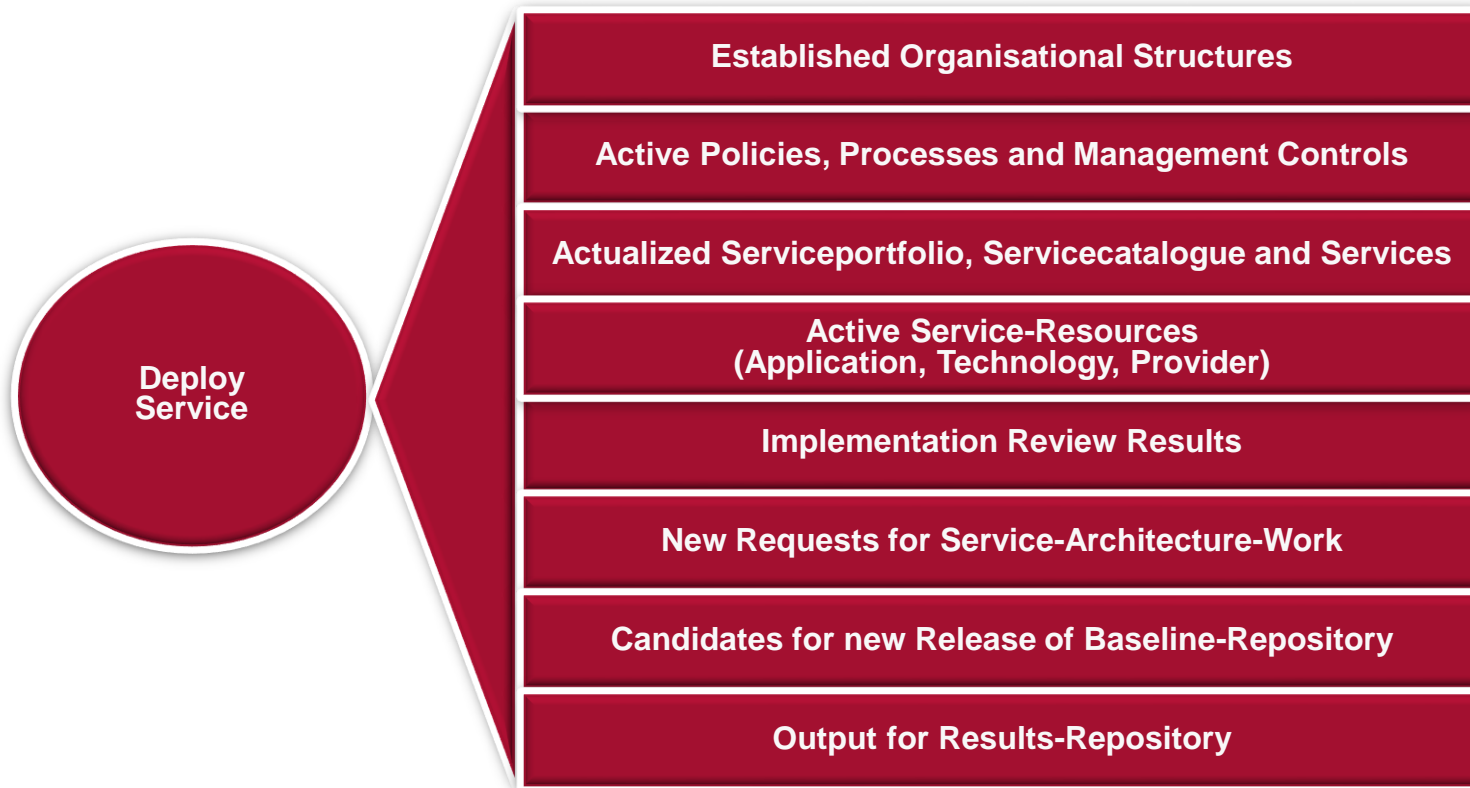 Deploy
Service
Established Organisational Structures
Active Policies, Processes and Management Controls
Actualized Serviceportfolio, Servicecatalogue and Services
Active Service-Resources
(Application, Technology, Provider)
Implementation Review Results
New Requests for Service-Architecture-Work
Candidates for new Release of Baseline-Repository
Output for Results-Repository